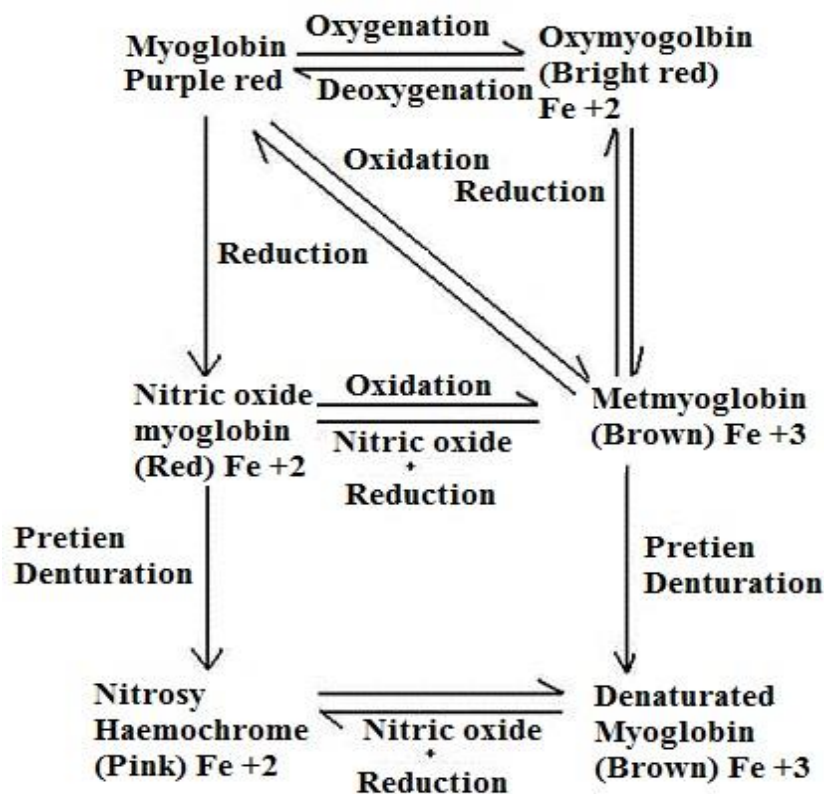 Myoglobin
Purple red
Oxygenation
Deoxygenation
Oxymyogolbin
(Bright red)
Fe +2
Oxidation
Reduction
Reduction
Nitric oxide
myoglobin
(Red) Fe +2
Oxidation
Nitric oxide
+
Reduction
Metmyoglobin
(Brown) Fe +3
Pretien
Denturation
Pretien
Denturation
Nitrosy
Haemochrome
(Pink) Fe +2
Nitric oxide
+
Reduction
Denaturated
Myoglobin
(Brown) Fe +3